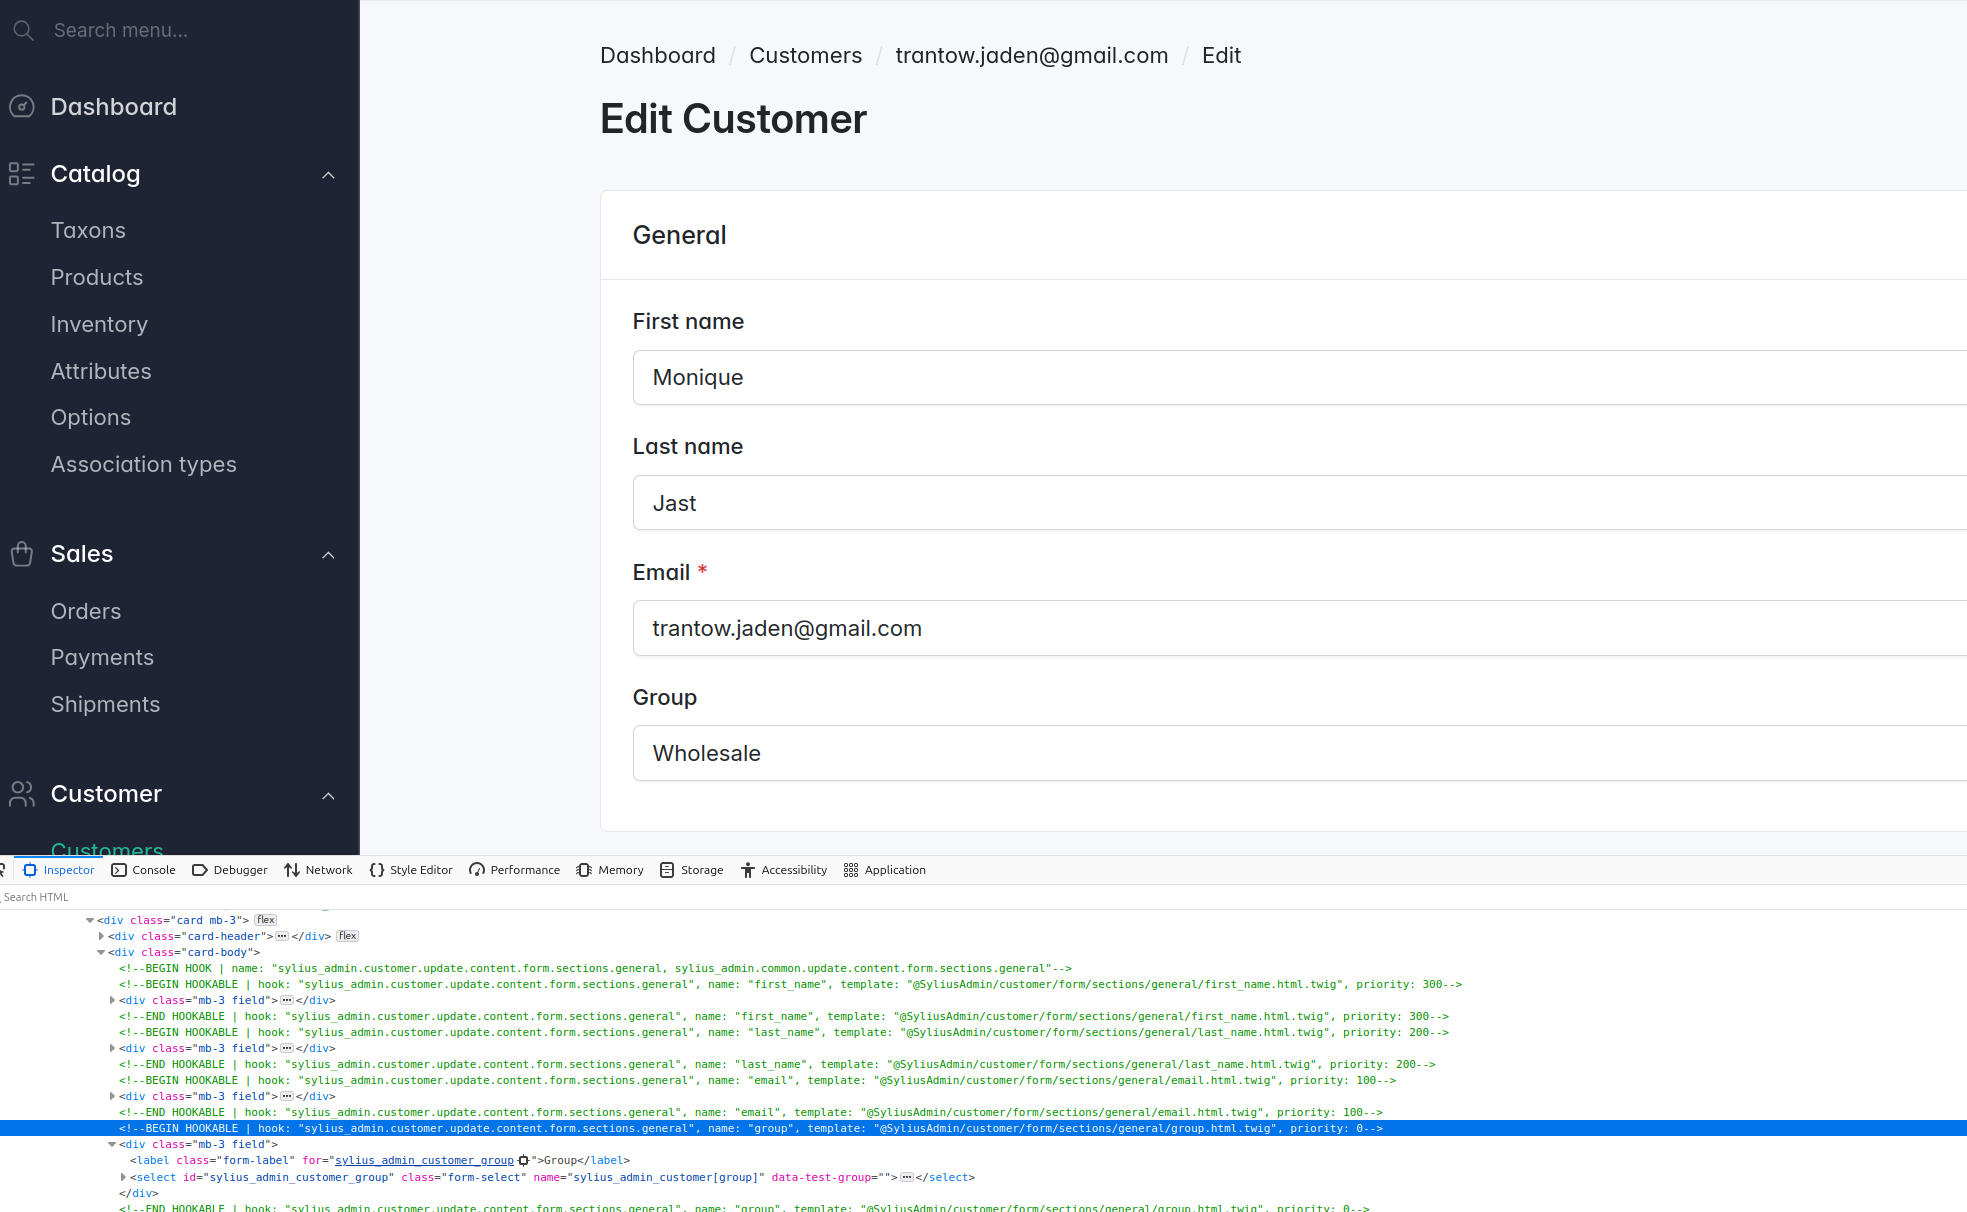 Search menu...
Dashboard
Catalog
Taxons
Products
Inventory
Attributes
Options
Association types
Sales
Orders
Payments
Shipments
Customer
Customers
Dashboard / Customers / trantow.jaden@gmail.com / Edit
Edit Customer
General
First name
Monique
Last name
Jast
Email *
trantow.jaden@gmail.com
Group
Wholesale
Inspector Console Debugger Network Style Editor Performance Memory Storage Accessibility Application
Search HTML
<div class="card mb-3"> flex
<div class="card-header"> ••• </div> flex
<div class="card-body">
<!--BEGIN HOOK | name: "sylius_admin.customer.update.content.form.sections.general, sylius_admin.common.update.content.form.sections.general"-->
<!--BEGIN HOOKABLE | hook: "sylius_admin.customer.update.content.form.sections.general", name: "first_name", template: "@SyliusAdmin/customer/form/sections/general/first_name.html.twig", priority: 300-->
<div class="mb-3 field"> ••• </div>
<!--END HOOKABLE | hook: "sylius_admin.customer.update.content.form.sections.general", name: "first_name", template: "@SyliusAdmin/customer/form/sections/general/first_name.html.twig", priority: 300-->
<!--BEGIN HOOKABLE | hook: "sylius_admin.customer.update.content.form.sections.general", name: "last_name", template: "@SyliusAdmin/customer/form/sections/general/last_name.html.twig", priority: 200-->
<div class="mb-3 field"> ••• </div>
<!--END HOOKABLE | hook: "sylius_admin.customer.update.content.form.sections.general", name: "last_name", template: "@SyliusAdmin/customer/form/sections/general/last_name.html.twig", priority: 200-->
<!--BEGIN HOOKABLE | hook: "sylius_admin.customer.update.content.form.sections.general", name: "email", template: "@SyliusAdmin/customer/form/sections/general/email.html.twig", priority: 100-->
<div class="mb-3 field"> ••• </div>
<!--END HOOKABLE | hook: "sylius_admin.customer.update.content.form.sections.general", name: "email", template: "@SyliusAdmin/customer/form/sections/general/email.html.twig", priority: 100-->
<!--BEGIN HOOKABLE | hook: "sylius_admin.customer.update.content.form.sections.general", name: "group", template: "@SyliusAdmin/customer/form/sections/general/group.html.twig", priority: 0-->
<div class="mb-3 field">
<label class="form-label" for="sylius_admin_customer_group">Group</label>
<select id="sylius_admin_customer_group" class="form-select" name="sylius_admin_customer[group]" data-test-group=""> ••• </select>
</div>
<!--END HOOKABLE | hook: "sylius_admin.customer.update.content.form.sections.general", name: "group", template: "@SyliusAdmin/customer/form/sections/general/group.html.twig", priority: 0-->